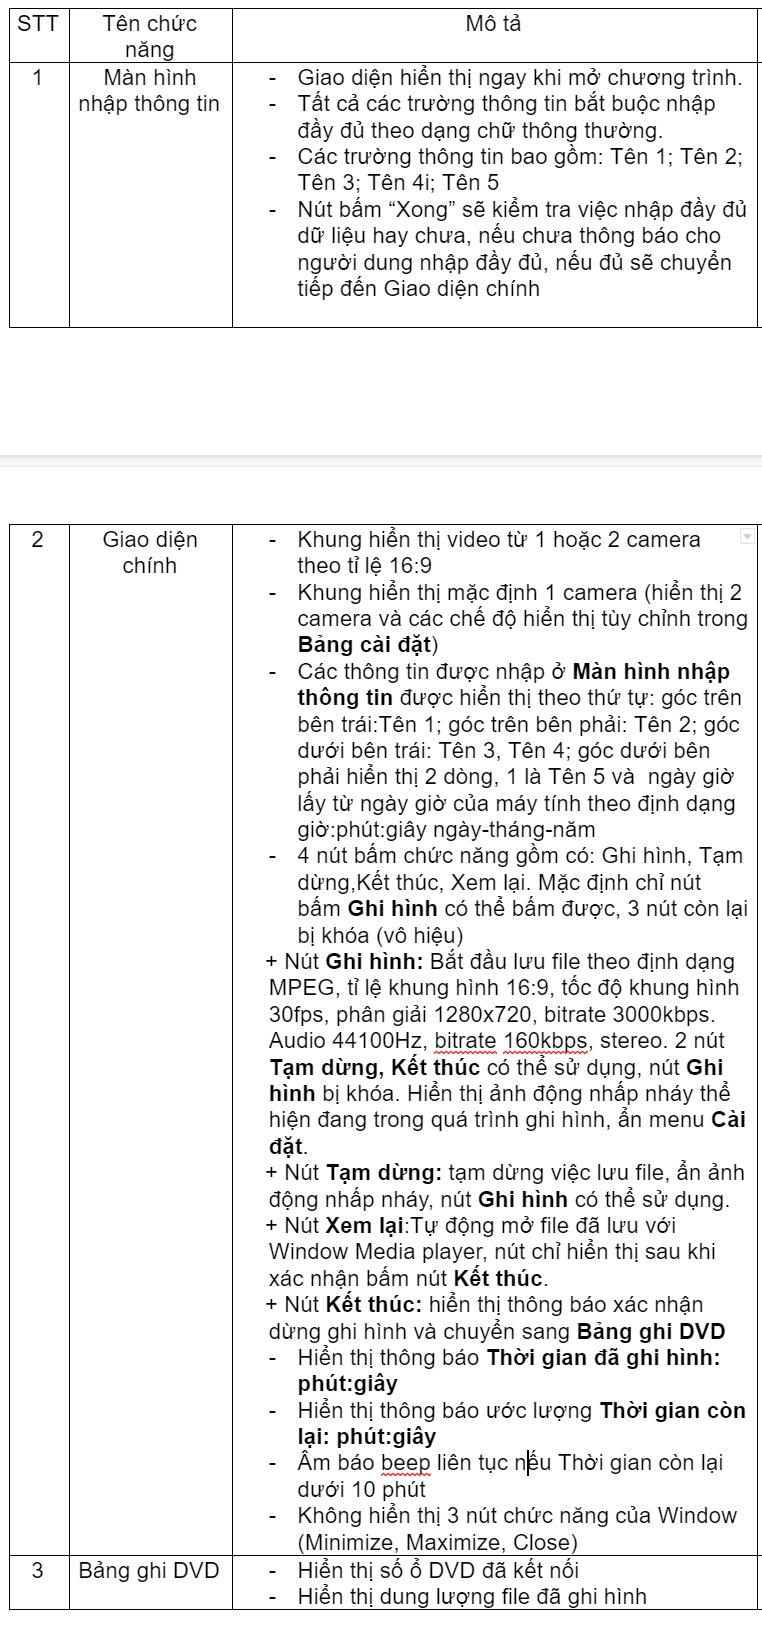 STT
Tên chức
năng
Mô tả
1
Màn hình
nhập thông tin
- Giao diện hiển thị ngay khi mở chương trình.
- Tất cả các trường thông tin bắt buộc nhập
đầy đủ theo dạng chữ thông thường.
- Các trường thông tin bao gồm: Tên 1; Tên 2;
Tên 3; Tên 4i; Tên 5
- Nút bấm “Xong” sẽ kiểm tra việc nhập đầy đủ
dữ liệu hay chưa, nếu chưa thông báo cho
người dung nhập đầy đủ, nếu đủ sẽ chuyển
tiếp đến Giao diện chính
2
Giao diện
chính
- Khung hiển thị video từ 1 hoặc 2 camera
theo tỉ lệ 16:9
- Khung hiển thị mặc định 1 camera (hiển thị 2
camera và các chế độ hiển thị tùy chỉnh trong
Bảng cài đặt)
- Các thông tin được nhập ở Màn hình nhập
thông tin được hiển thị theo thứ tự: góc trên
bên trái:Tên 1; góc trên bên phải: Tên 2; góc
dưới bên trái: Tên 3, Tên 4; góc dưới bên
phải hiển thị 2 dòng, 1 là Tên 5 và ngày giờ
lấy từ ngày giờ của máy tính theo định dạng
giờ:phút:giây ngày-tháng-năm
- 4 nút bấm chức năng gồm có: Ghi hình, Tạm
dừng,Kết thúc, Xem lại. Mặc định chỉ nút
bấm Ghi hình có thể bấm được, 3 nút còn lại
bị khóa (vô hiệu)
+ Nút Ghi hình: Bắt đầu lưu file theo định dạng
MPEG, tỉ lệ khung hình 16:9, tốc độ khung hình
30fps, phân giải 1280x720, bitrate 3000kbps.
Audio 44100Hz, bitrate 160kbps, stereo. 2 nút
Tạm dừng, Kết thúc có thể sử dụng, nút Ghi
hình bị khóa. Hiển thị ảnh động nhấp nháy thể
hiện đang trong quá trình ghi hình, ẩn menu Cài
đặt.
+ Nút Tạm dừng: tạm dừng việc lưu file, ẩn ảnh
động nhấp nháy, nút Ghi hình có thể sử dụng.
+ Nút Xem lại:Tự động mở file đã lưu với
Window Media player, nút chỉ hiển thị sau khi
xác nhận bấm nút Kết thúc.
+ Nút Kết thúc: hiển thị thông báo xác nhận
dừng ghi hình và chuyển sang Bảng ghi DVD
- Hiển thị thông báo Thời gian đã ghi hình:
phút:giây
- Hiển thị thông báo ước lượng Thời gian còn
lại: phút:giây
- Âm báo beep liên tục nếu Thời gian còn lại
dưới 10 phút
- Không hiển thị 3 nút chức năng của Window
(Minimize, Maximize, Close)
3
Bảng ghi DVD
- Hiển thị số ổ DVD đã kết nối
- Hiển thị dung lượng file đã ghi hình